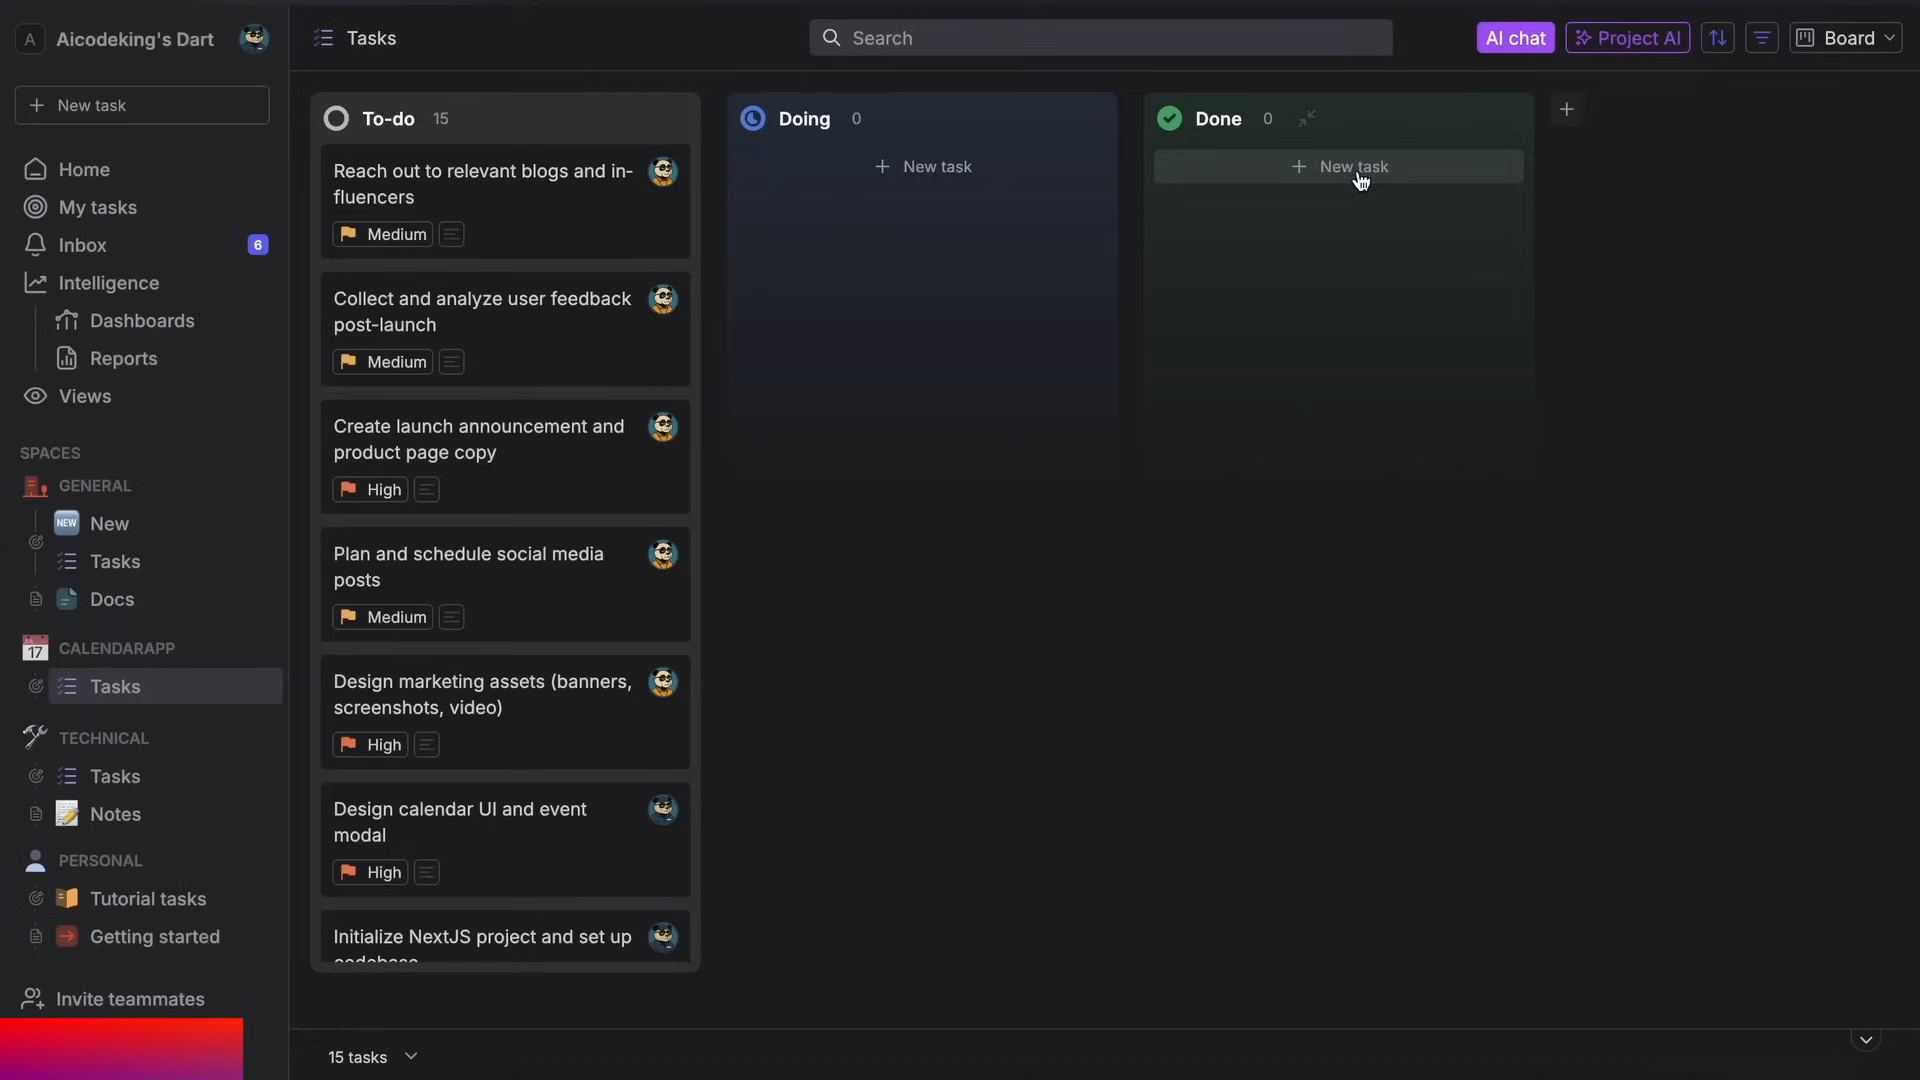 A Aicodeking's Dart
Tasks
Search
AI chat
Project AI
Board
New task
Home
My tasks
Inbox 6
Intelligence
Dashboards
Reports
Views
SPACES
GENERAL
NEW New
Tasks
Docs
17 CALENDARAPP
Tasks
TECHNICAL
Tasks
Notes
PERSONAL
Tutorial tasks
Getting started
Invite teammates
To-do 15
Reach out to relevant blogs and in-
fluencers
Medium
Collect and analyze user feedback
post-launch
Medium
Create launch announcement and
product page copy
High
Plan and schedule social media
posts
Medium
Design marketing assets (banners,
screenshots, video)
High
Design calendar UI and event
modal
High
Initialize NextJS project and set up
codebase
Doing 0
New task
Done 0
New task
15 tasks